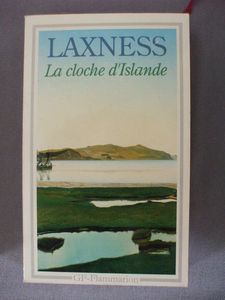 LAXNESS
La cloche d'Islande
GF-Flammarion